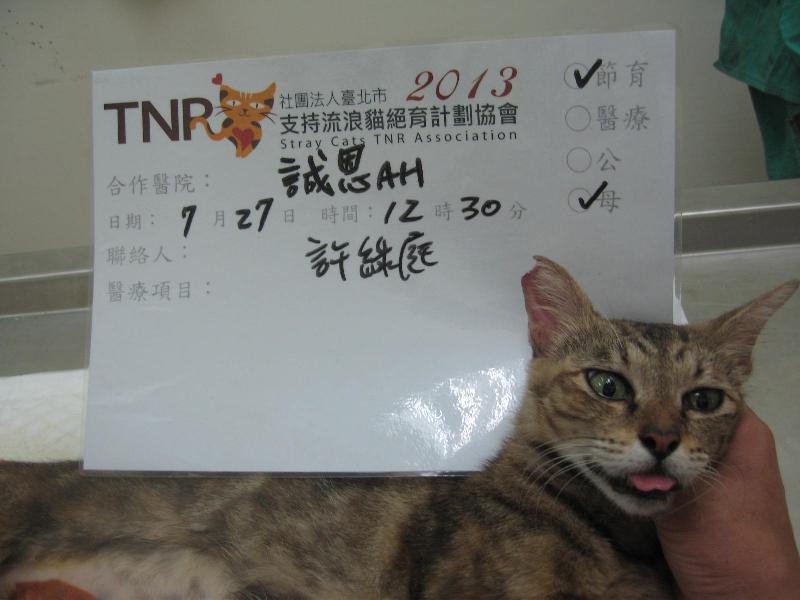 TNR 社團法人臺北市 2013
支持流浪貓絕育計劃協會
Stray Cats TNR Association
✓節育
醫療
公
✓母
合作醫院： 誠恩AH
日期： 7月27日 時間：12時30分
聯絡人： 許絲庭
醫療項目：